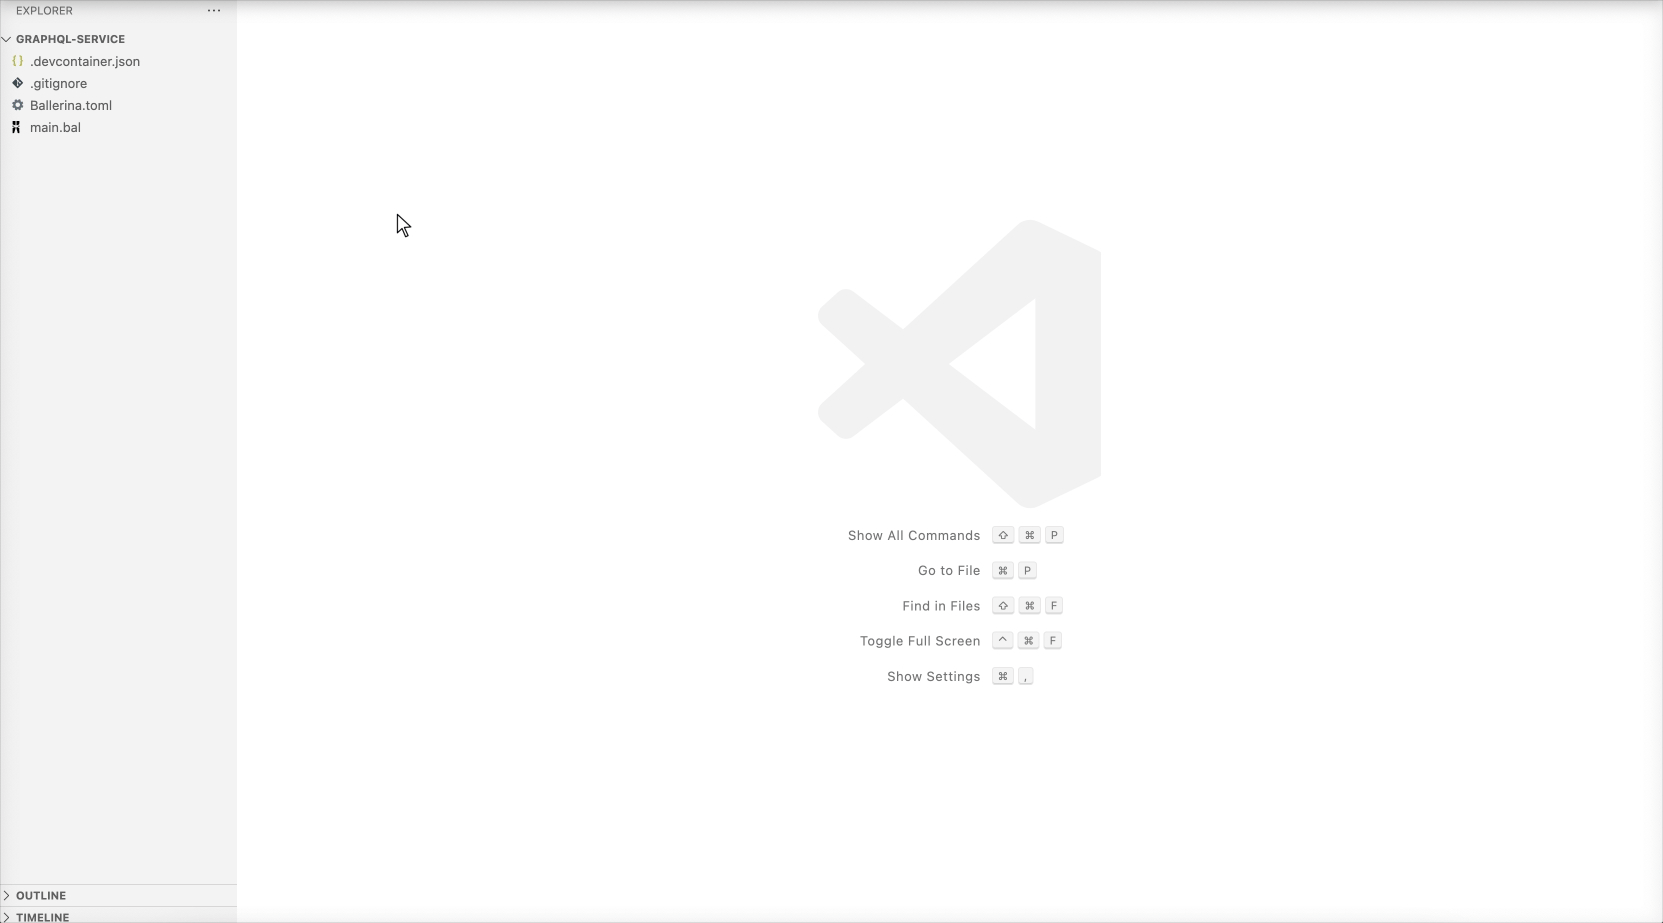 EXPLORER ···
GRAPHQL-SERVICE
{} .devcontainer.json
.gitignore
Ballerina.toml
main.bal
Show All Commands ⇧ ⌘ P
Go to File ⌘ P
Find in Files ⇧ ⌘ F
Toggle Full Screen ^ ⌘ F
Show Settings ⌘ ,
OUTLINE
TIMELINE